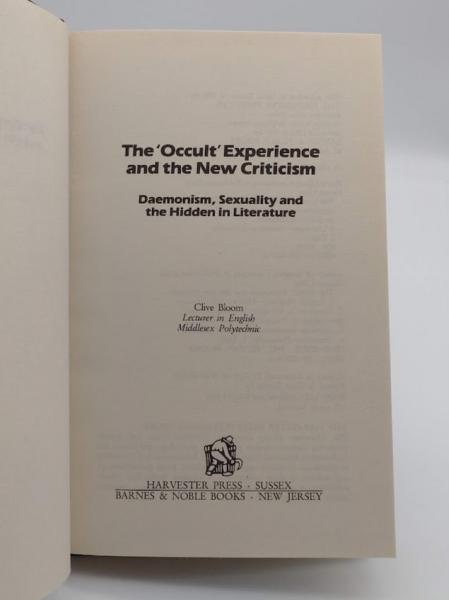 The 'Occult' Experience
and the New Criticism
Daemonism, Sexuality and
the Hidden in Literature
Clive Bloom
Lecturer in English
Middlesex Polytechnic
HARVESTER PRESS · SUSSEX
BARNES & NOBLE BOOKS · NEW JERSEY